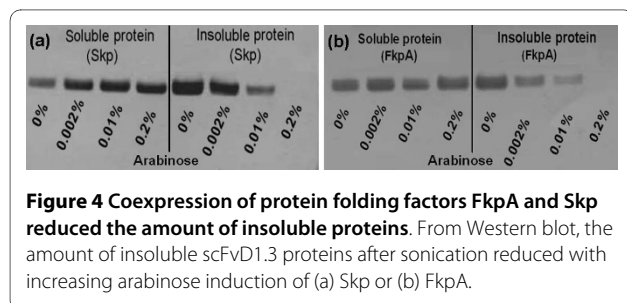 (a) Soluble protein (Skp) Insoluble protein (Skp)
0% 0.002% 0.01% 0.2% 0% 0.002% 0.01% 0.2%
Arabinose
(b) Soluble protein (FkpA) Insoluble protein (FkpA)
0% 0.002% 0.01% 0.2% 0% 0.002% 0.01% 0.2%
Arabinose
Figure 4 Coexpression of protein folding factors FkpA and Skp
reduced the amount of insoluble proteins. From Western blot, the
amount of insoluble scFvD1.3 proteins after sonication reduced with
increasing arabinose induction of (a) Skp or (b) FkpA.